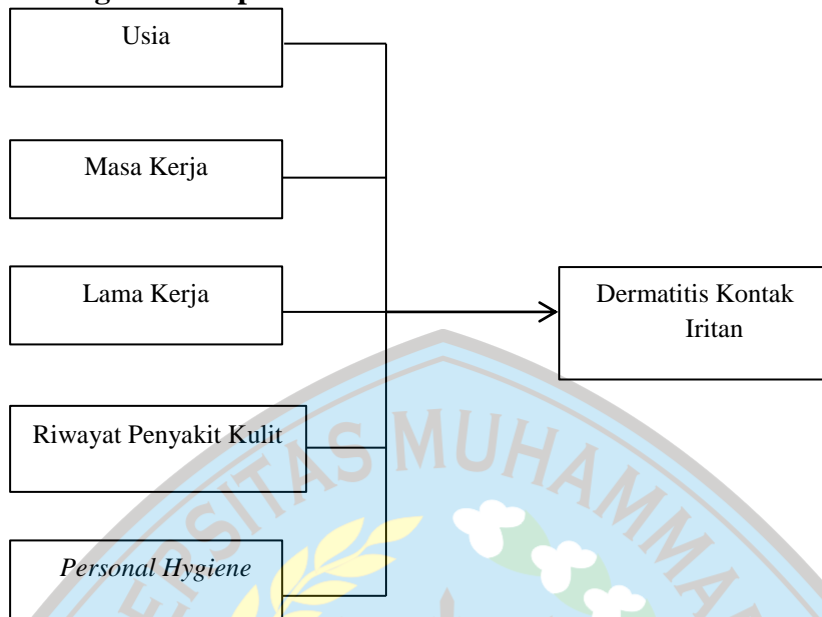 Usia
Masa Kerja
Lama Kerja
Dermatitis Kontak
Iritan
Riwayat Penyakit Kulit
Personal Hygiene